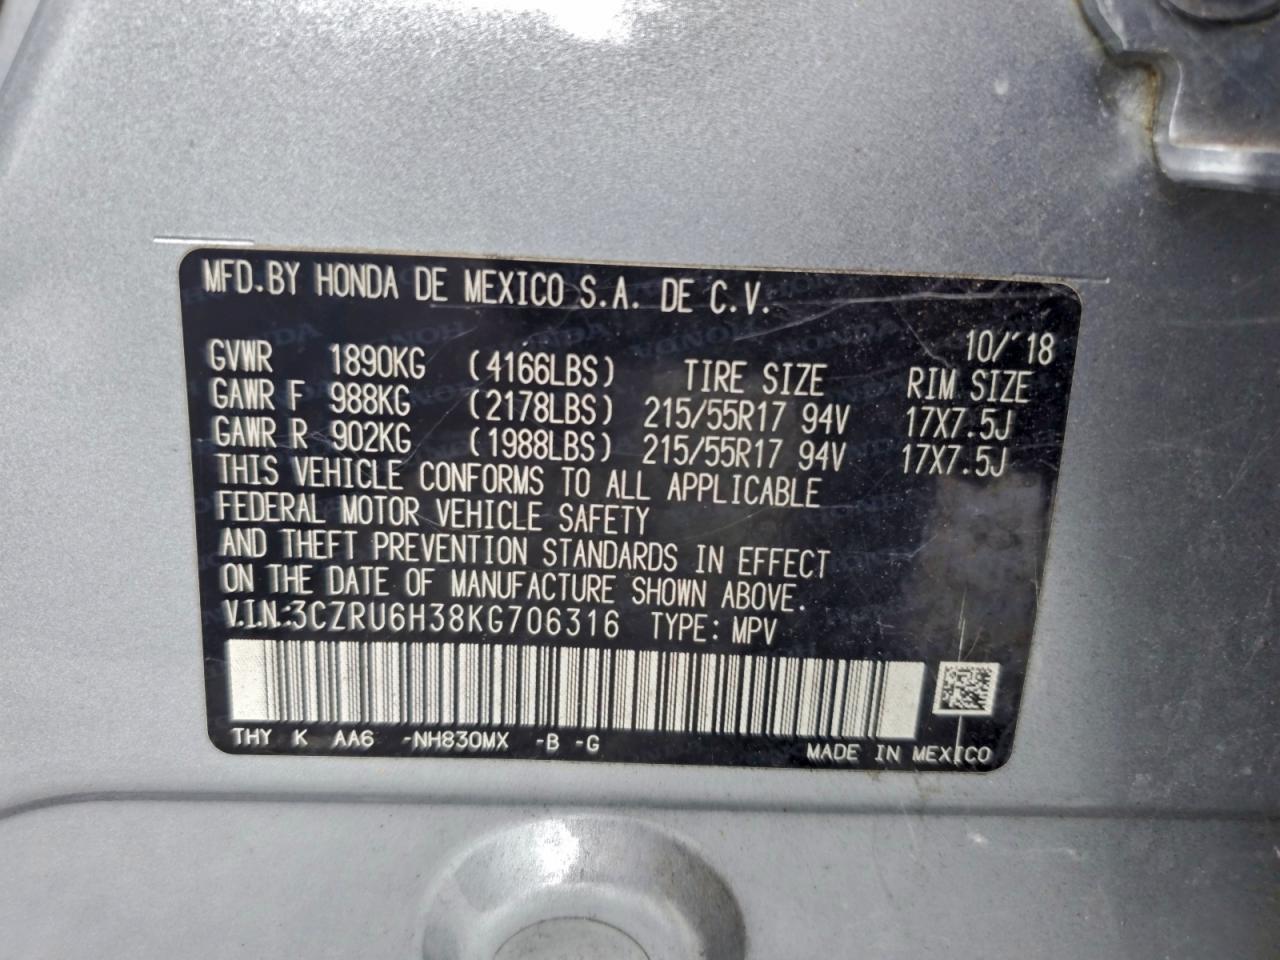 MFD.BY HONDA DE MEXICO S.A. DE C.V.
10/'18
GVWR 1890KG (4166LBS) TIRE SIZE RIM SIZE
GAWR F 988KG (2178LBS) 215/55R17 94V 17X7.5J
GAWR R 902KG (1988LBS) 215/55R17 94V 17X7.5J
THIS VEHICLE CONFORMS TO ALL APPLICABLE
FEDERAL MOTOR VEHICLE SAFETY
AND THEFT PREVENTION STANDARDS IN EFFECT
ON THE DATE OF MANUFACTURE SHOWN ABOVE.
V.I.N.:3CZRU6H38KG706316 TYPE: MPV
THY K AA6 -NH830MX -B -G MADE IN MEXICO